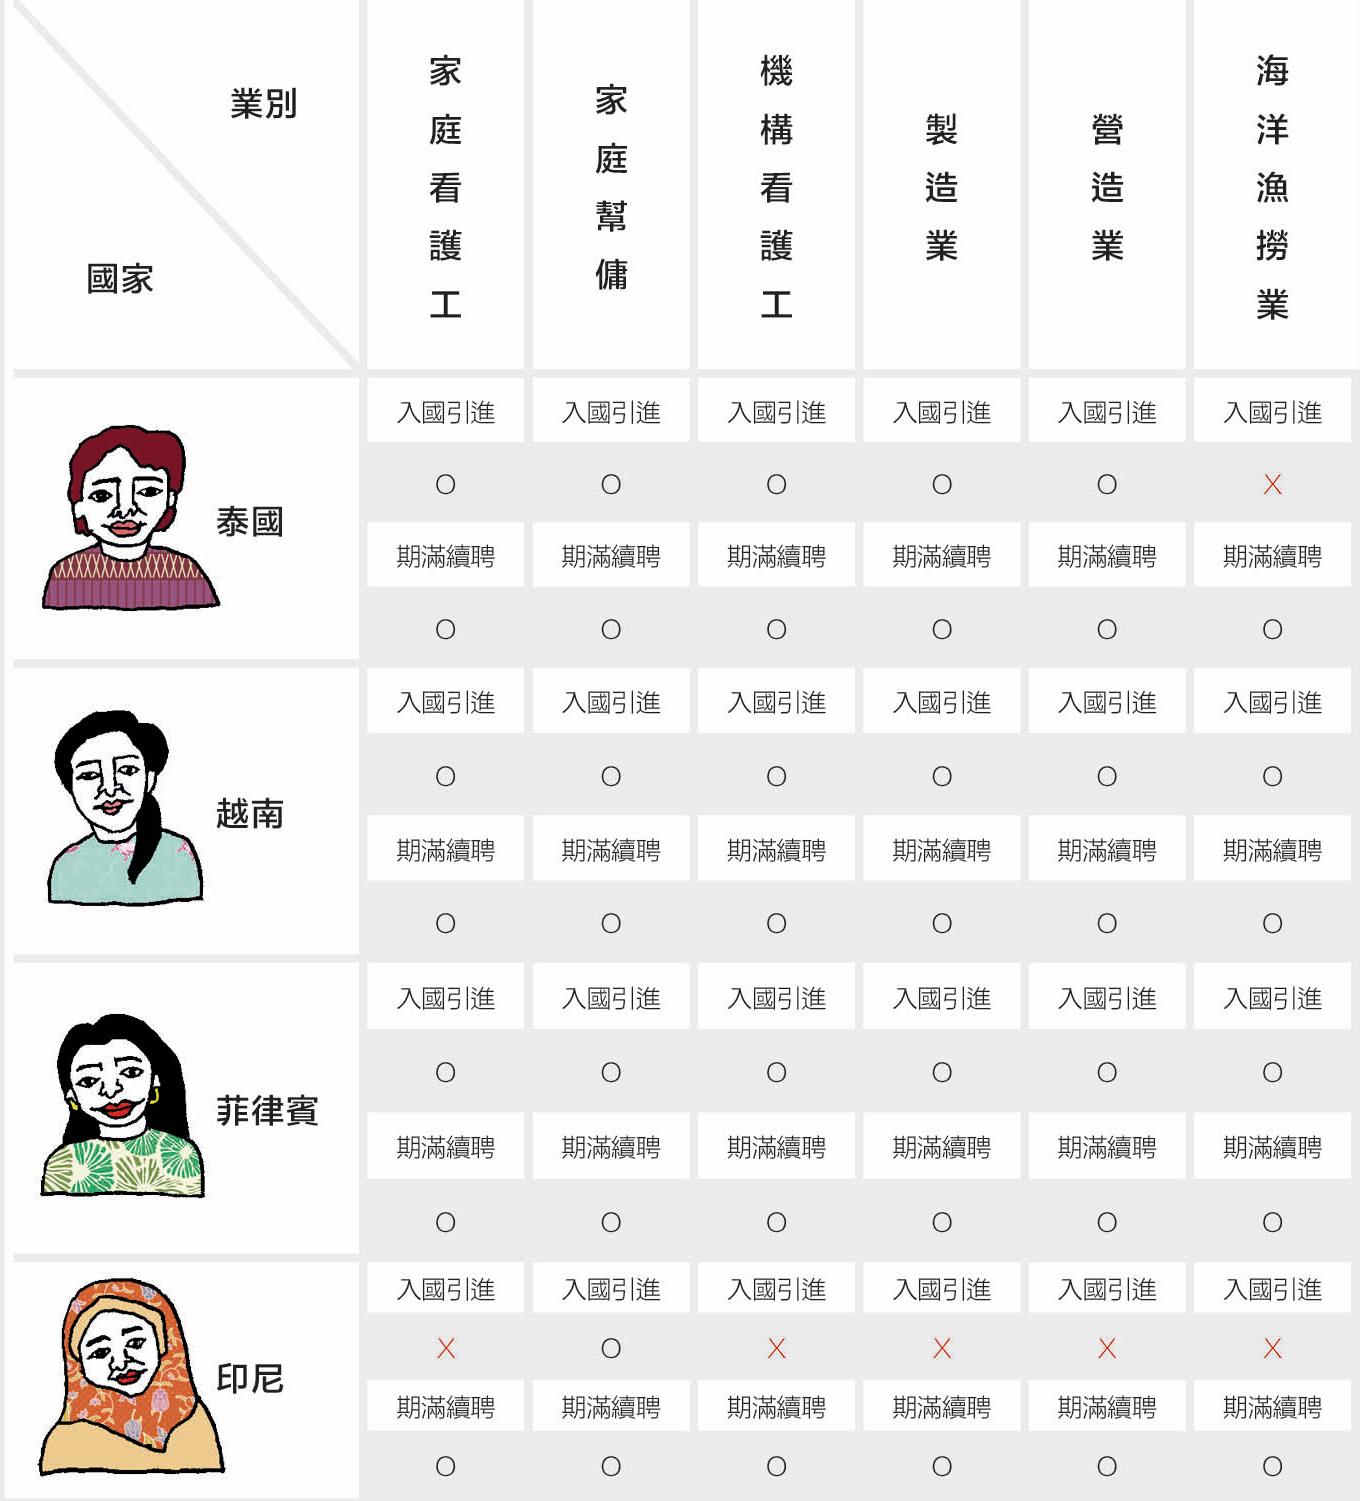 業別
國家
家庭看護工
家庭幫傭
機構看護工
製造業
營造業
海洋漁撈業
泰國
入國引進 入國引進 入國引進 入國引進 入國引進 入國引進
O O O O O X
期滿續聘 期滿續聘 期滿續聘 期滿續聘 期滿續聘 期滿續聘
O O O O O O
越南
入國引進 入國引進 入國引進 入國引進 入國引進 入國引進
O O O O O O
期滿續聘 期滿續聘 期滿續聘 期滿續聘 期滿續聘 期滿續聘
O O O O O O
菲律賓
入國引進 入國引進 入國引進 入國引進 入國引進 入國引進
O O O O O O
期滿續聘 期滿續聘 期滿續聘 期滿續聘 期滿續聘 期滿續聘
O O O O O O
印尼
入國引進 入國引進 入國引進 入國引進 入國引進 入國引進
X O X X X X
期滿續聘 期滿續聘 期滿續聘 期滿續聘 期滿續聘 期滿續聘
O O O O O O